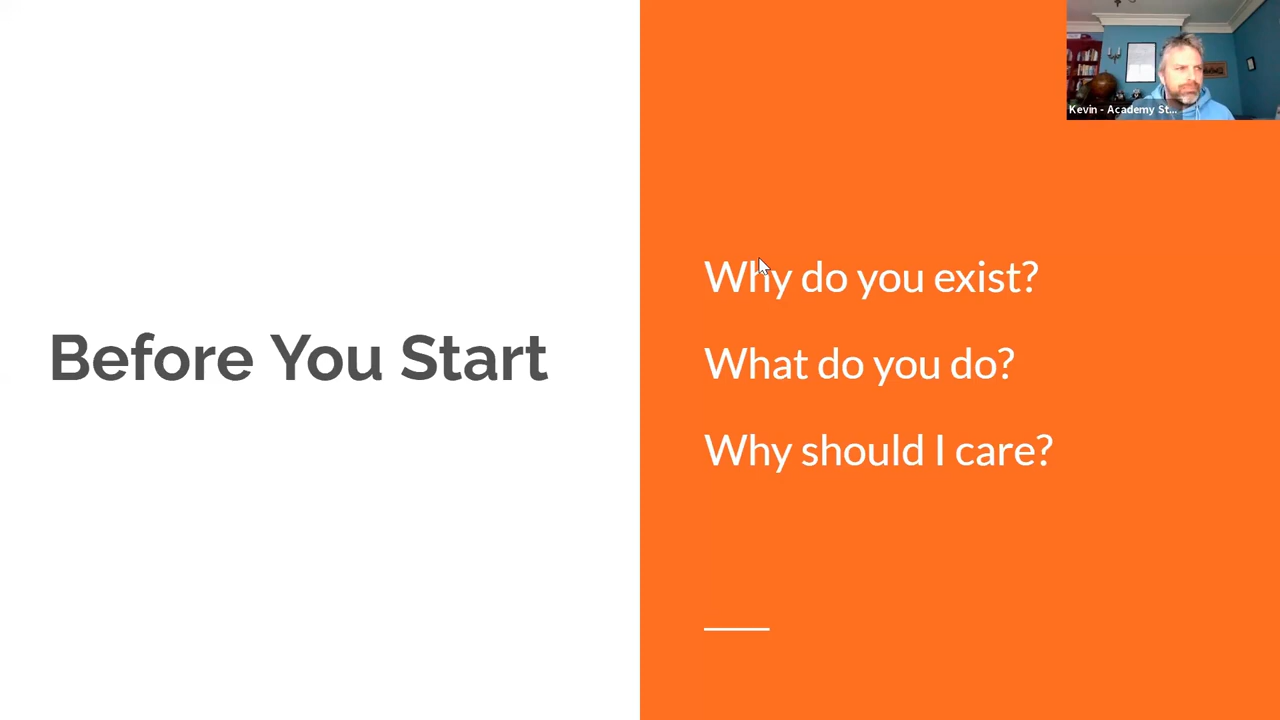 Kevin - Academy St...
Before You Start
Why do you exist?
What do you do?
Why should I care?